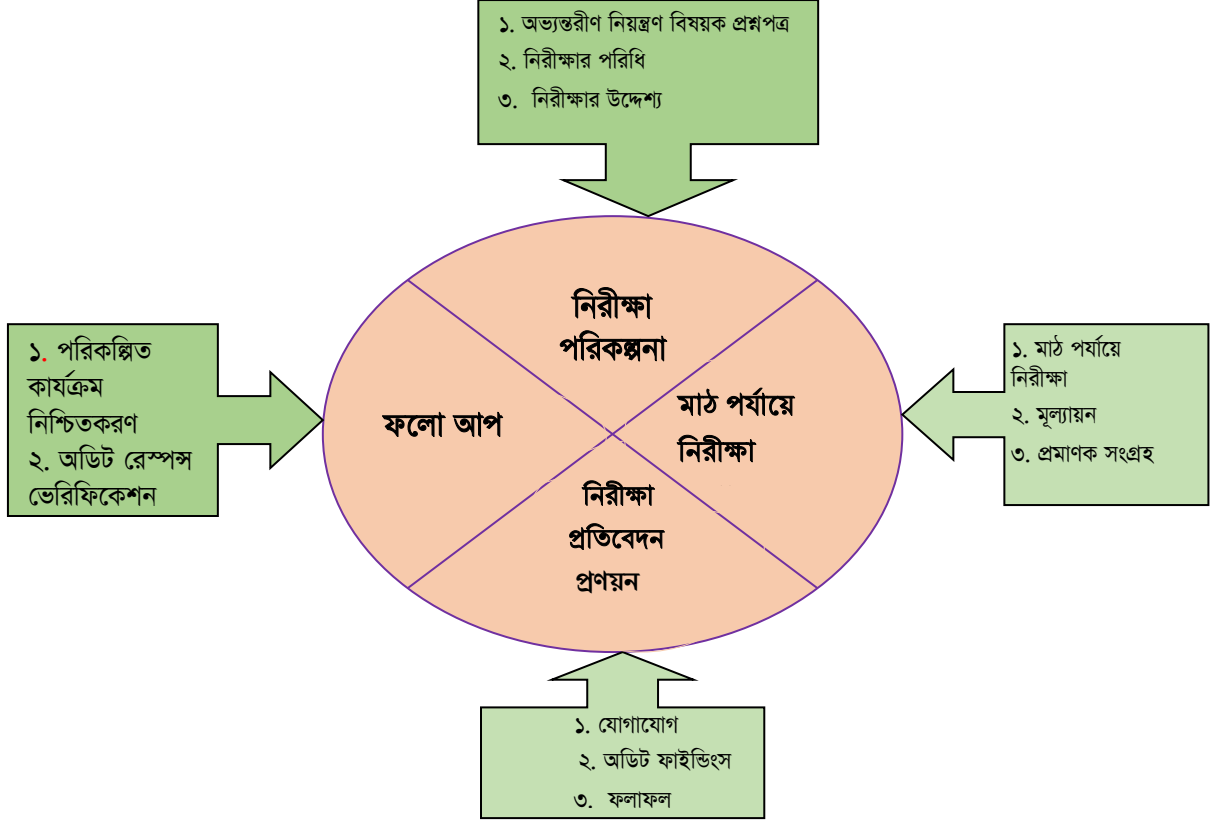 ১. অভ্যন্তরীণ নিয়ন্ত্রণ বিষয়ক প্রশ্নপত্র
২. নিরীক্ষার পরিধি
৩. নিরীক্ষার উদ্দেশ্য
নিরীক্ষা
পরিকল্পনা
১. পরিকল্পিত
কার্যক্রম
নিশ্চিতকরণ
২. অডিট রেস্পন্স
ভেরিফিকেশন
ফলো আপ
মাঠ পর্যায়ে
নিরীক্ষা
১. মাঠ পর্যায়ে
নিরীক্ষা
২. মূল্যায়ন
৩. প্রমাণক সংগ্রহ
নিরীক্ষা
প্রতিবেদন
প্রণয়ন
১. যোগাযোগ
২. অডিট ফাইন্ডিংস
৩. ফলাফল